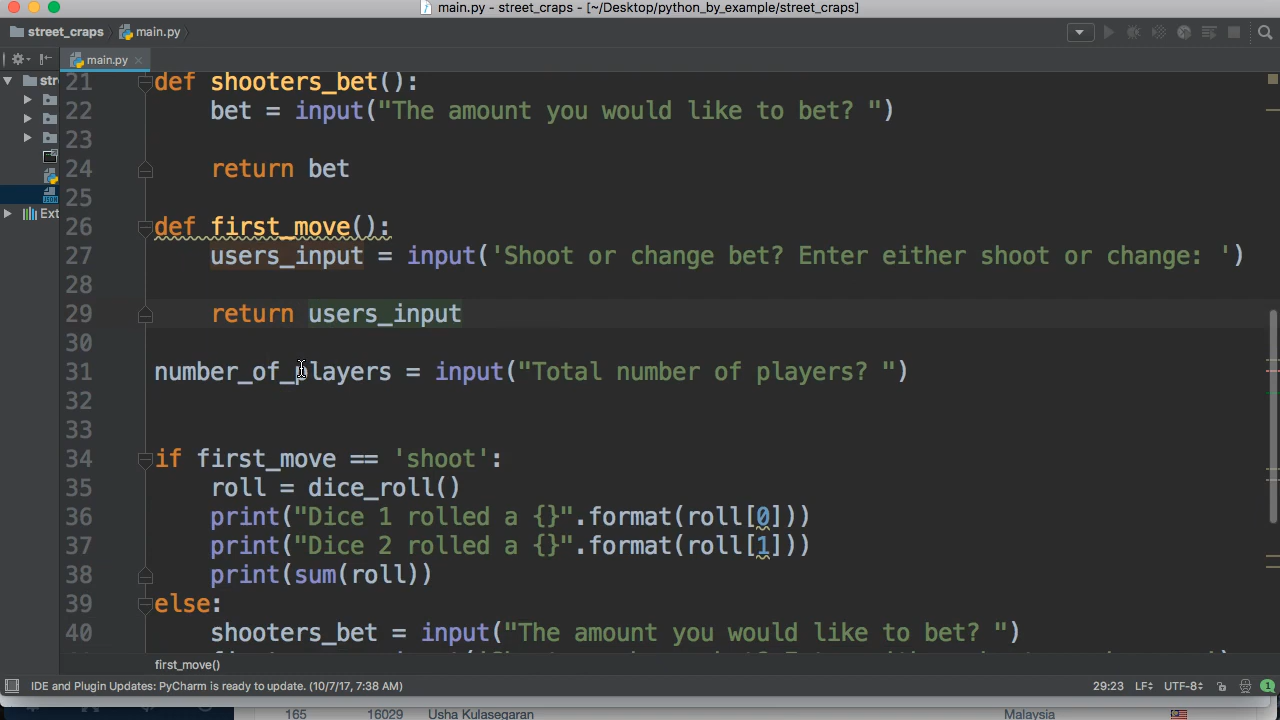 main.py - street_craps - [~/Desktop/python_by_example/street_craps]
street_craps main.py
main.py
str
Ext
21 def shooters_bet():
22 bet = input("The amount you would like to bet? ")
23
24 return bet
25
26 def first_move():
27 users_input = input('Shoot or change bet? Enter either shoot or change: ')
28
29 return users_input
30
31 number_of_players = input("Total number of players? ")
32
33
34 if first_move == 'shoot':
35 roll = dice_roll()
36 print("Dice 1 rolled a {}".format(roll[0]))
37 print("Dice 2 rolled a {}".format(roll[1]))
38 print(sum(roll))
39 else:
40 shooters_bet = input("The amount you would like to bet? ")
first_move()
IDE and Plugin Updates: PyCharm is ready to update. (10/7/17, 7:38 AM) 29:23 LF UTF-8 1
165 16029 Usha Kulasegaran Malaysia